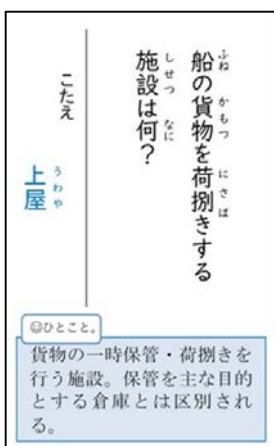 船の貨物を荷捌きする
施設は何？
こたえ
上屋
ひとこと。
貨物の一時保管・荷捌きを
行う施設。保管を主な目的
とする倉庫とは区別され
る。